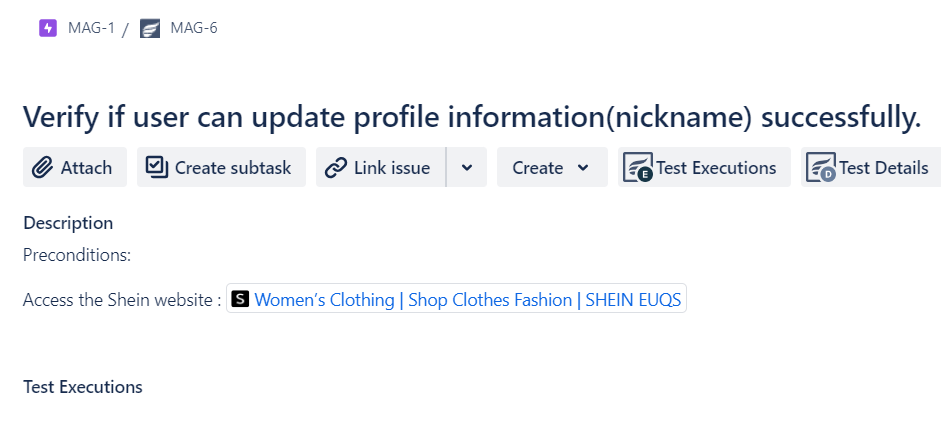 MAG-1 / MAG-6
Verify if user can update profile information(nickname) successfully.
Attach Create subtask Link issue Create E Test Executions D Test Details
Description
Preconditions:
Access the Shein website : S Women’s Clothing | Shop Clothes Fashion | SHEIN EUQS
Test Executions